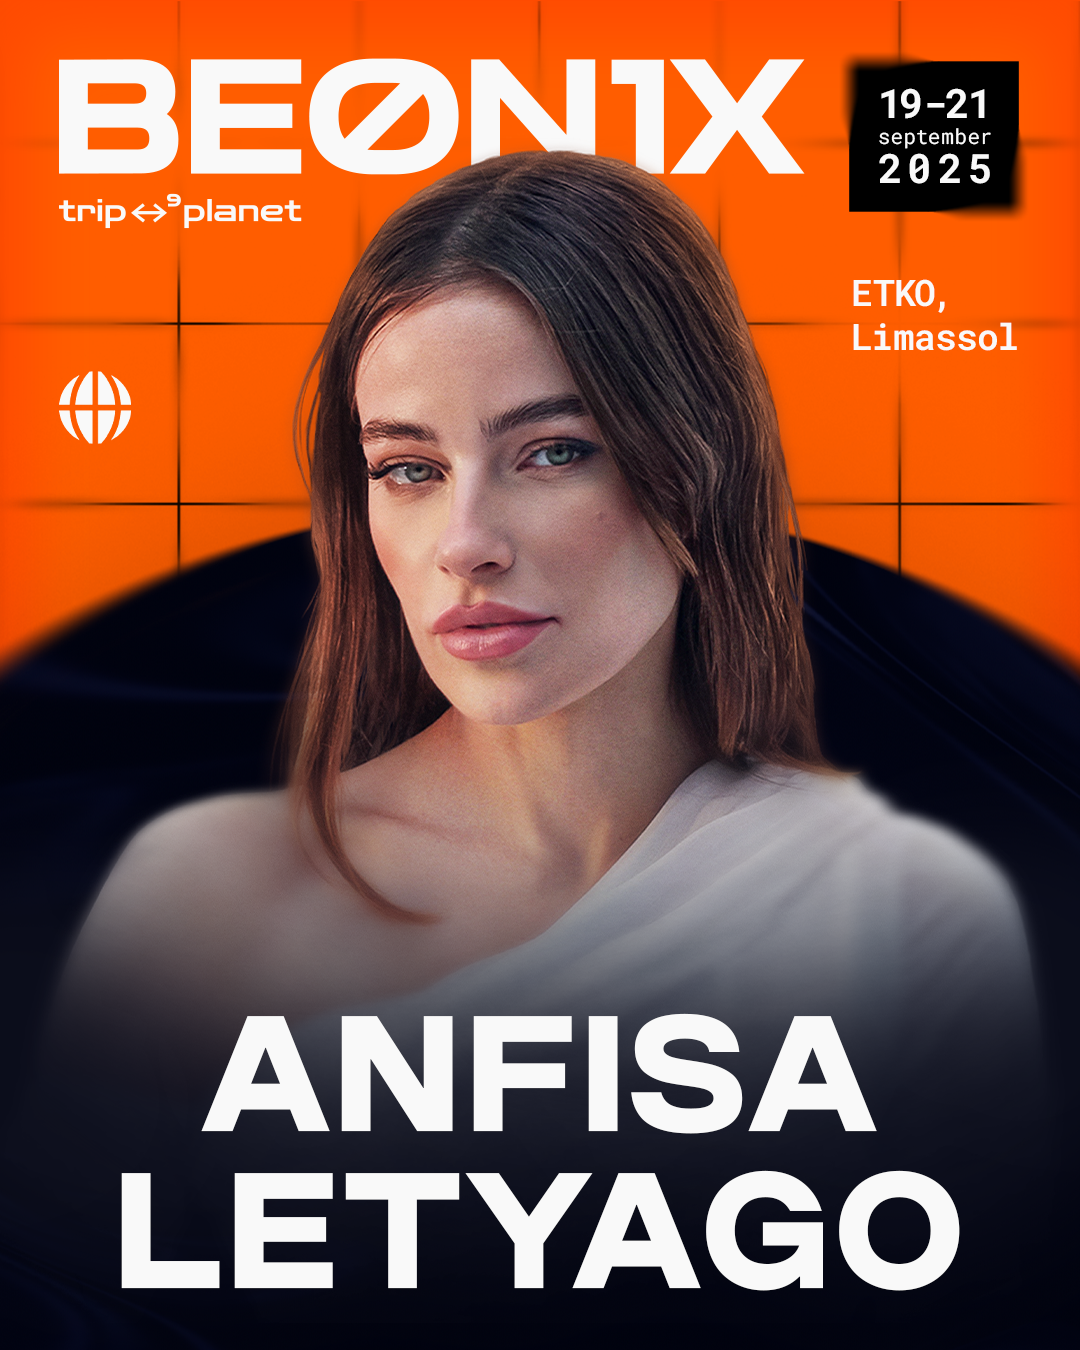 BEØN1X
trip↔⁹planet
19–21
september
2025
ETKO,
Limassol
ANFISA
LETYAGO